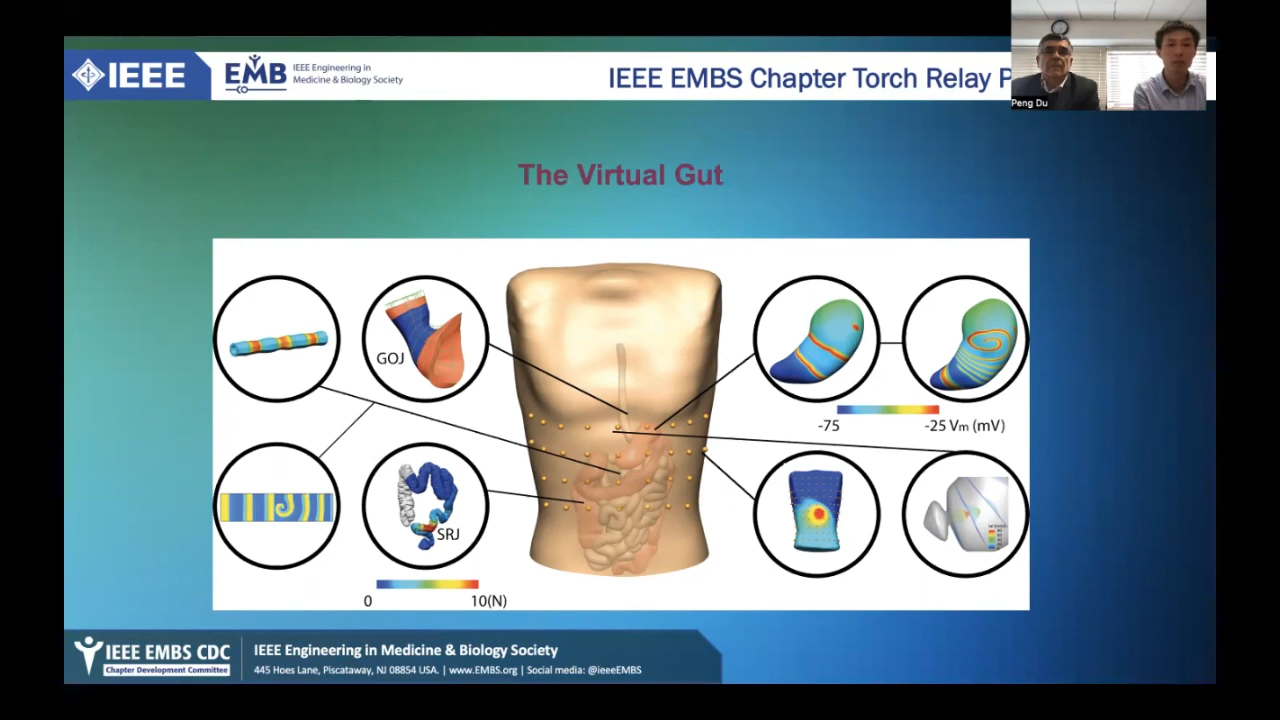 IEEE
EMB
IEEE Engineering in
Medicine & Biology Society
IEEE EMBS Chapter Torch Relay P
Peng Du
The Virtual Gut
GOJ
-75
-25 Vm (mV)
SRJ
0
10(N)
IEEE EMBS CDC
Chapter Development Committee
IEEE Engineering in Medicine & Biology Society
445 Hoes Lane, Piscataway, NJ 08854 USA. | www.EMBS.org | Social media: @ieeeEMBS